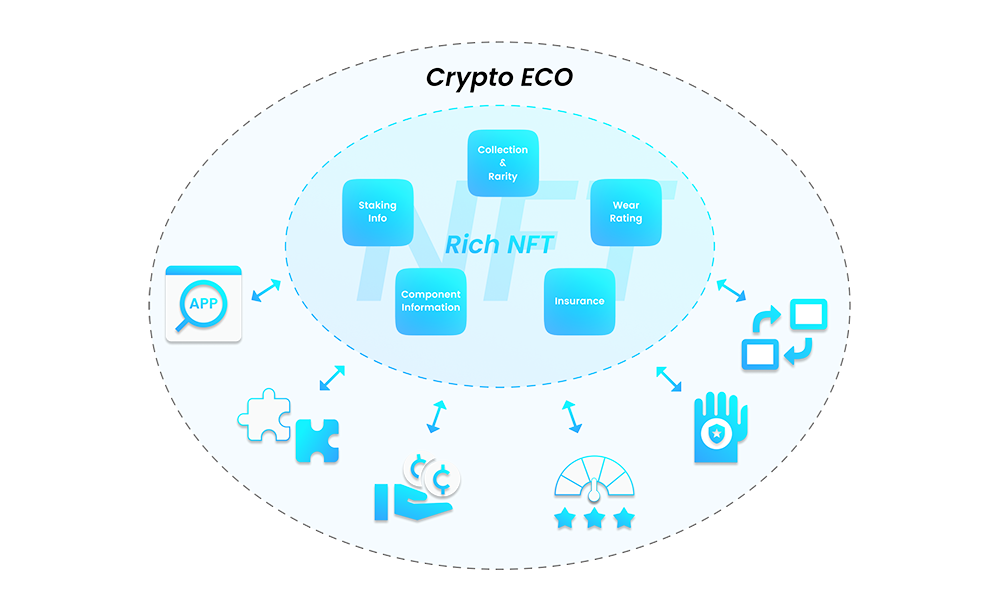 Crypto ECO
Collection
&
Rarity
Staking
Info
Wear
Rating
NFT
Rich NFT
Component
Information
Insurance
APP
¢
¢